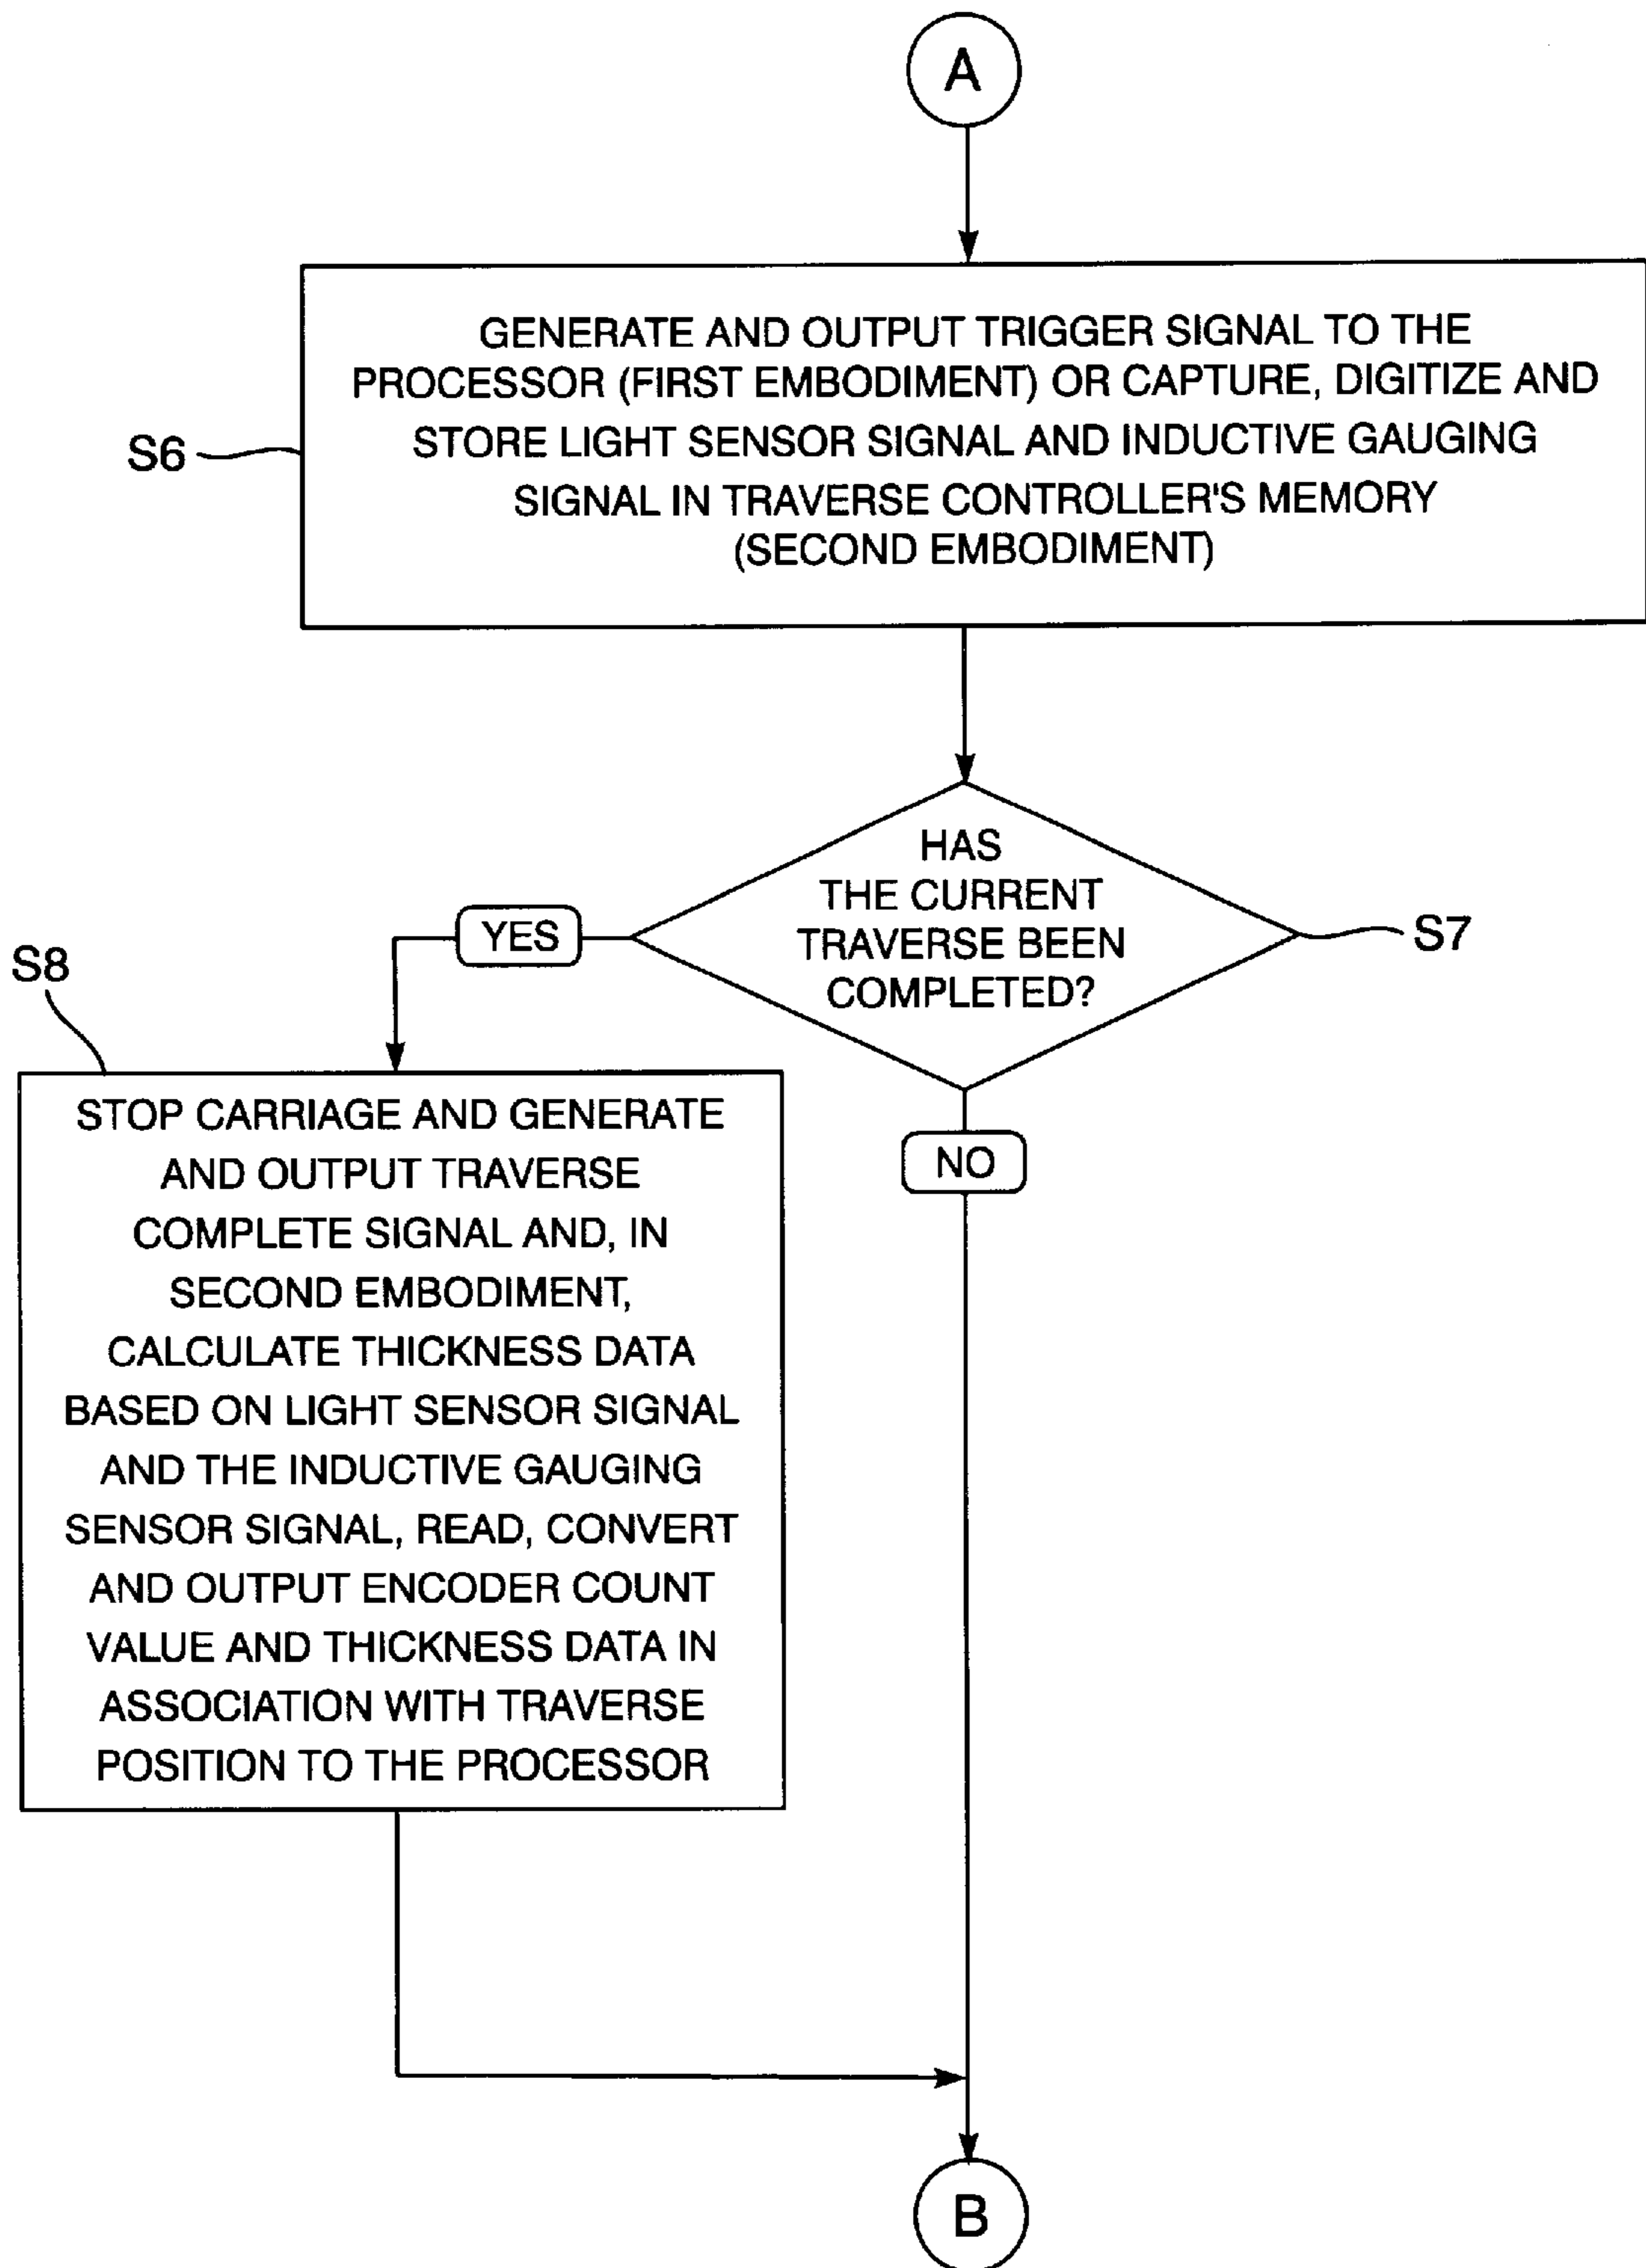 A
GENERATE AND OUTPUT TRIGGER SIGNAL TO THE
PROCESSOR (FIRST EMBODIMENT) OR CAPTURE, DIGITIZE AND
STORE LIGHT SENSOR SIGNAL AND INDUCTIVE GAUGING
SIGNAL IN TRAVERSE CONTROLLER'S MEMORY
(SECOND EMBODIMENT)
S6
HAS
THE CURRENT
TRAVERSE BEEN
COMPLETED?
S7
YES
NO
S8
STOP CARRIAGE AND GENERATE
AND OUTPUT TRAVERSE
COMPLETE SIGNAL AND, IN
SECOND EMBODIMENT,
CALCULATE THICKNESS DATA
BASED ON LIGHT SENSOR SIGNAL
AND THE INDUCTIVE GAUGING
SENSOR SIGNAL, READ, CONVERT
AND OUTPUT ENCODER COUNT
VALUE AND THICKNESS DATA IN
ASSOCIATION WITH TRAVERSE
POSITION TO THE PROCESSOR
B